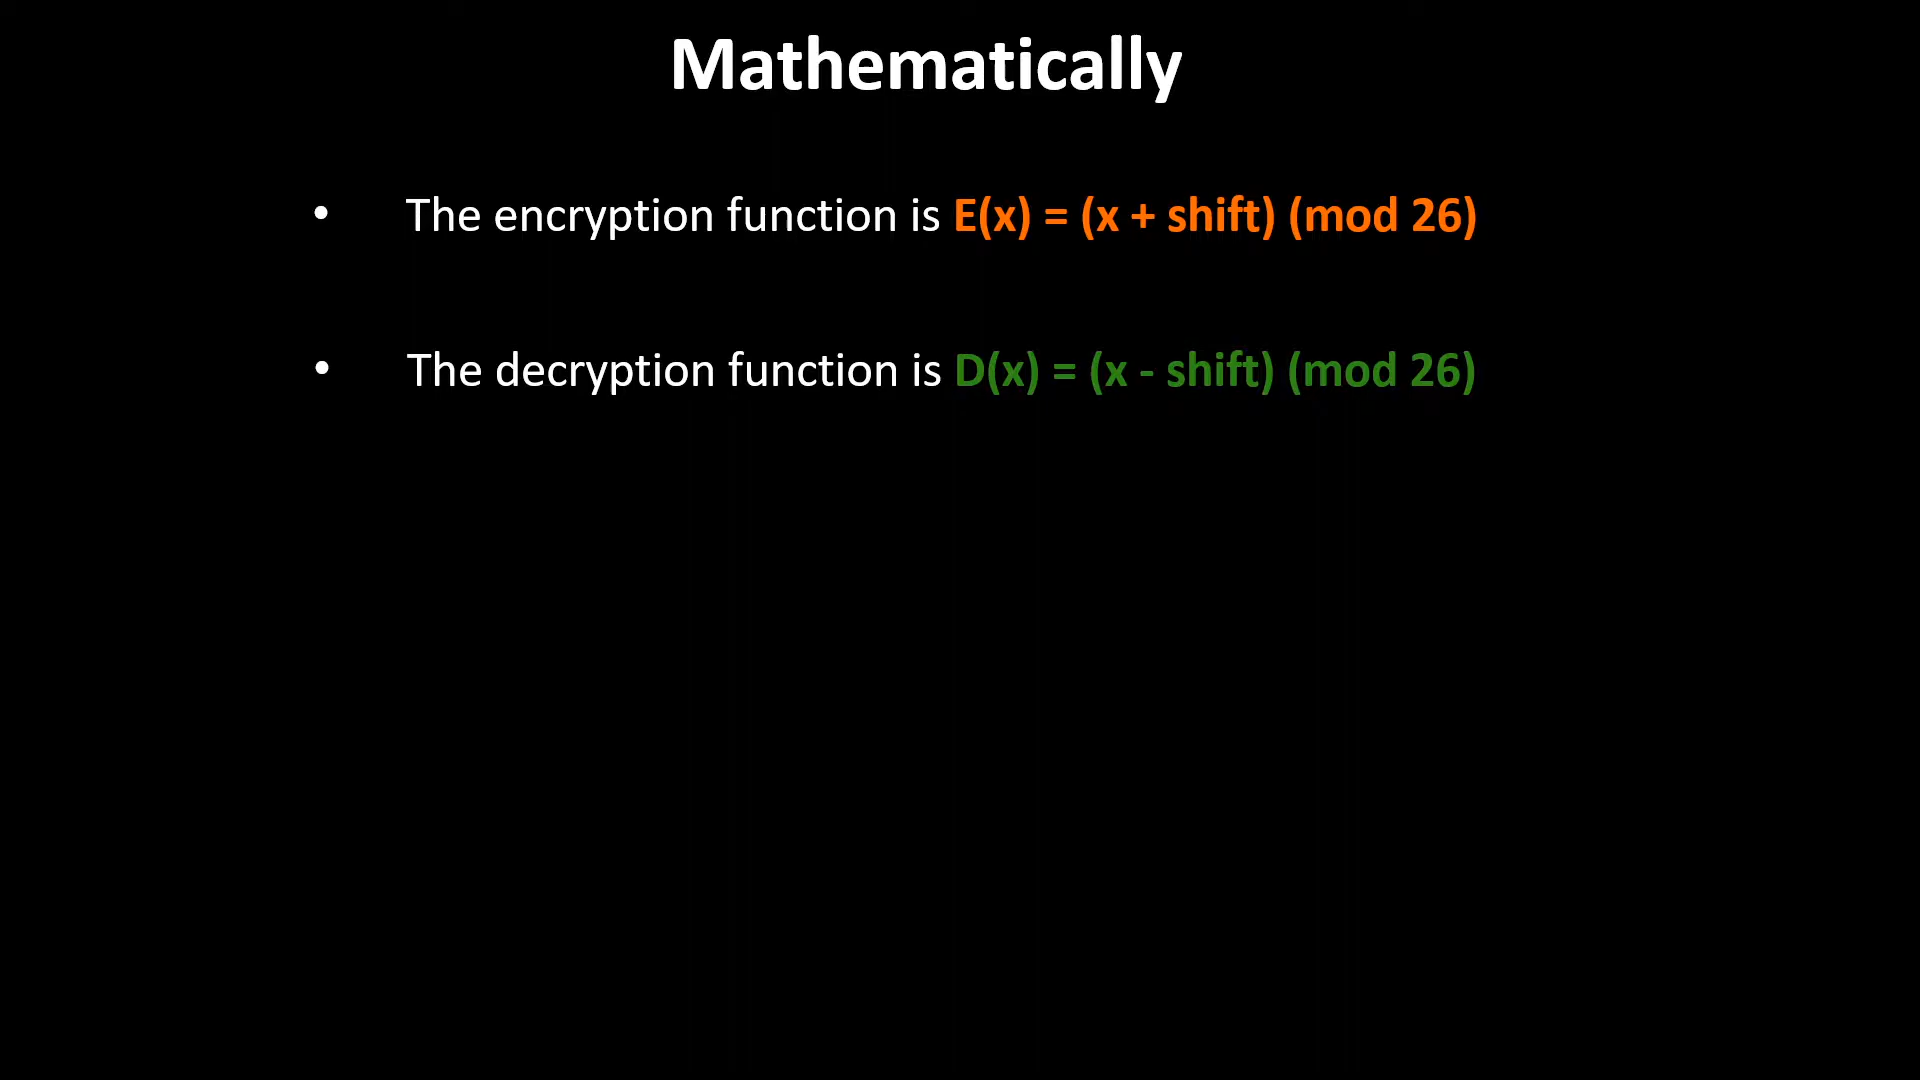 Mathematically
• The encryption function is E(x) = (x + shift) (mod 26)
• The decryption function is D(x) = (x - shift) (mod 26)